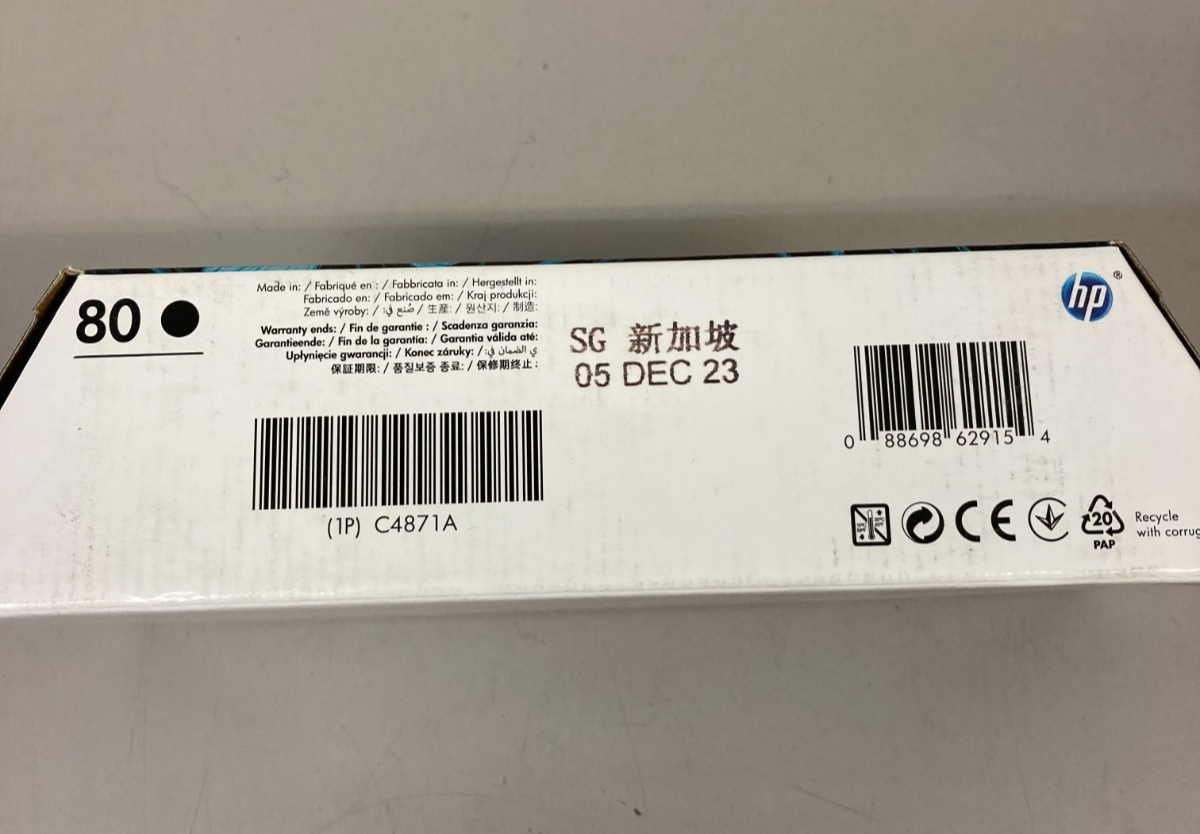 80
Made in: / Fabriqué en : / Fabbricata in: / Hergestellt in:
Fabricado en: / Fabricado em: / Kraj produkcji:
Země výroby: / صُنع في: / 生産: / 원산지: / 制造:
Warranty ends: / Fin de garantie : / Scadenza garanzia:
Garantieende: / Fin de la garantía: / Garantia válida até:
Upłynięcie gwarancji: / Konec záruky: / ي الضمان في:
保証期限: / 품질보증 종료: / 保修期终止:
SG 新加坡
05 DEC 23
(1P) C4871A
hp®
0 88698 62915 4
20
PAP
Recycle
with corrug